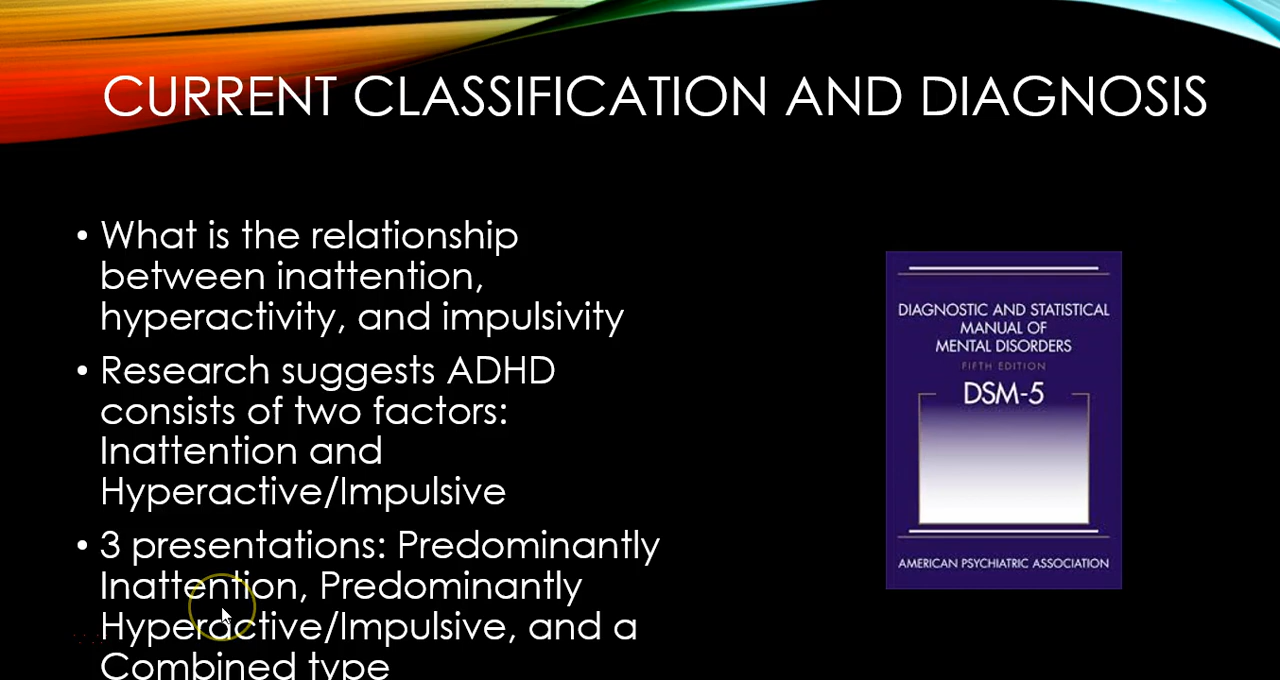 CURRENT CLASSIFICATION AND DIAGNOSIS
• What is the relationship
between inattention,
hyperactivity, and impulsivity
• Research suggests ADHD
consists of two factors:
Inattention and
Hyperactive/Impulsive
• 3 presentations: Predominantly
Inattention, Predominantly
Hyperactive/Impulsive, and a
Combined type
DIAGNOSTIC AND STATISTICAL
MANUAL OF
MENTAL DISORDERS
FIFTH EDITION
DSM-5
AMERICAN PSYCHIATRIC ASSOCIATION